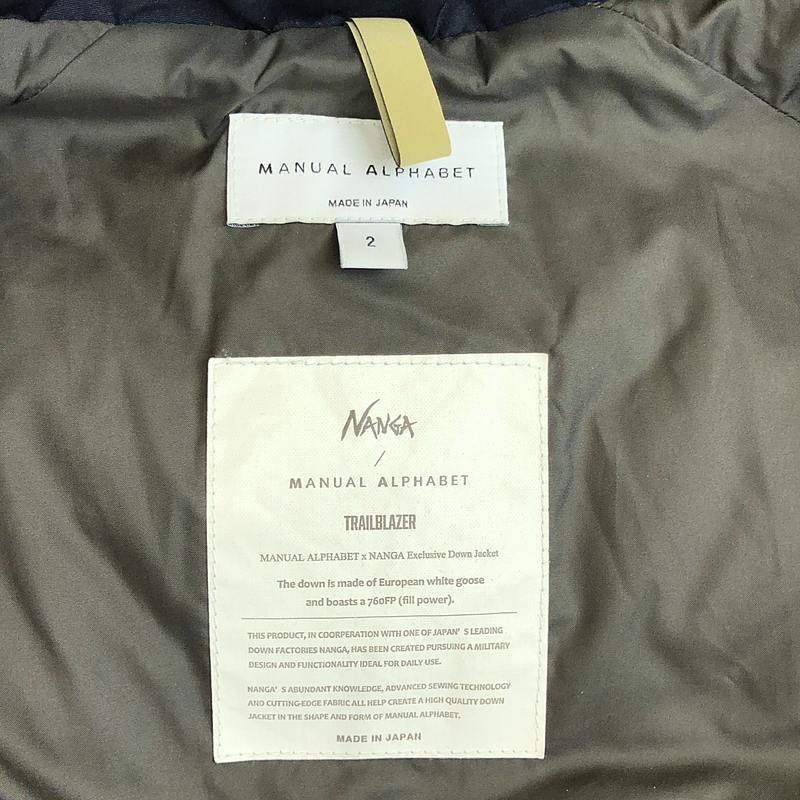 MANUAL ALPHABET
MADE IN JAPAN
2
NANGA
/
MANUAL ALPHABET
TRAILBLAZER
MANUAL ALPHABET x NANGA Exclusive Down Jacket
The down is made of European white goose
and boasts a 760FP (fill power).
THIS PRODUCT, IN COORPERATION WITH ONE OF JAPAN'S LEADING
DOWN FACTORIES NANGA, HAS BEEN CREATED PURSUING A MILITARY
DESIGN AND FUNCTIONALITY IDEAL FOR DAILY USE.
NANGA'S ABUNDANT KNOWLEDGE, ADVANCED SEWING TECHNOLOGY
AND CUTTING-EDGE FABRIC ALL HELP CREATE A HIGH QUALITY DOWN
JACKET IN THE SHAPE AND FORM OF MANUAL ALPHABET.
MADE IN JAPAN